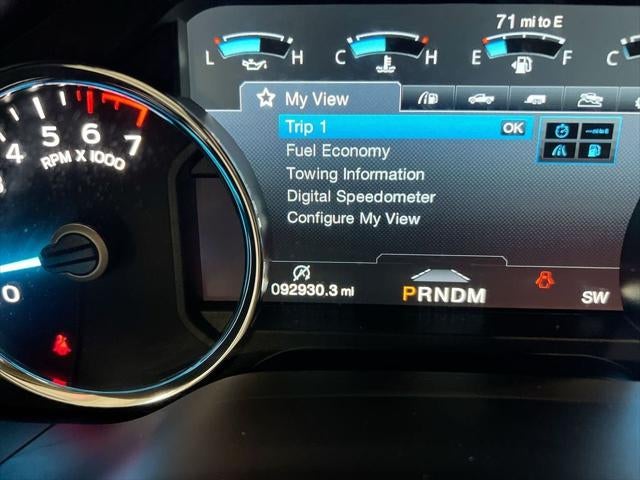 71 mi to E
L H C H E F C
My View
Trip 1 OK
Fuel Economy
Towing Information
Digital Speedometer
Configure My View
092930.3 mi PRNDM SW
4 5 6 7
RPM X 1000
0